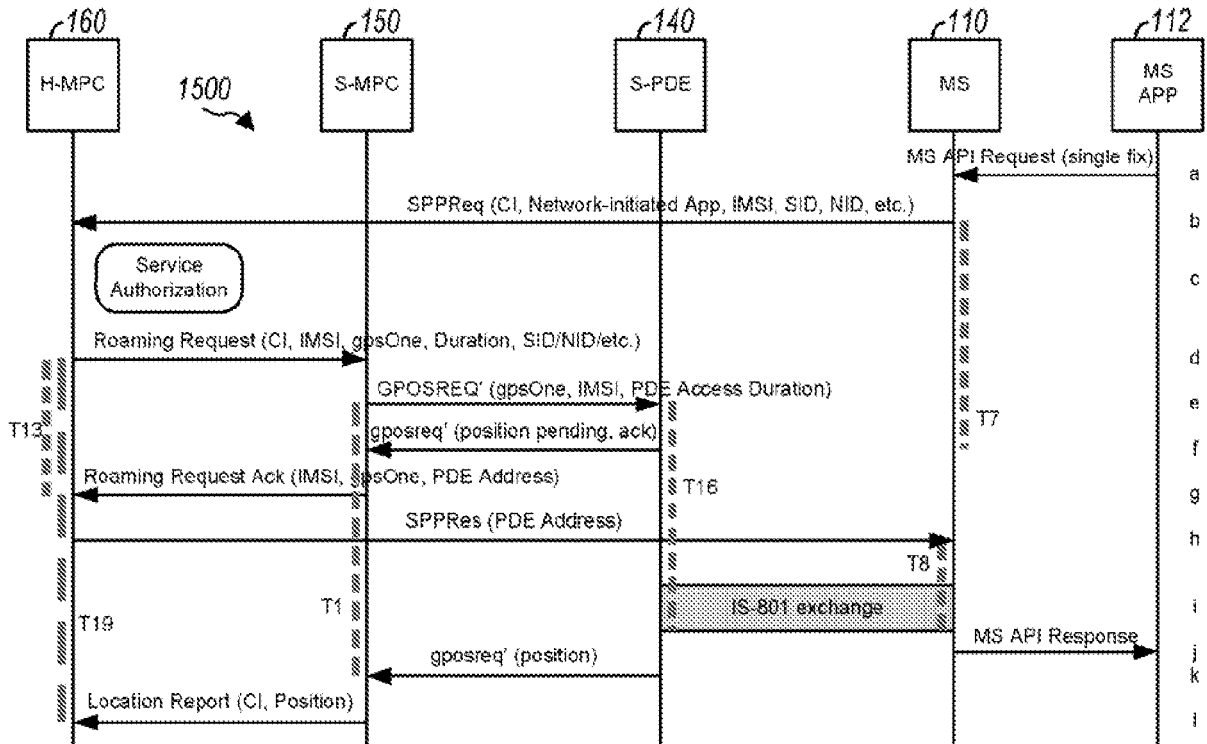 160
150
140
110
112
H-MPC
S-MPC
S-PDE
MS
MS
APP
1500
MS API Request (single fix)
a
SPPReq (CI, Network-initiated App, IMSI, SID, NID, etc.)
b
Service
Authorization
c
Roaming Request (CI, IMSI, gpsOne, Duration, SID/NID/etc.)
d
GPOSREQ' (gpsOne, IMSI, PDE Access Duration)
e
T13
T7
gposreq' (position pending, ack)
f
Roaming Request Ack (IMSI, gpsOne, PDE Address)
T16
g
SPPRes (PDE Address)
h
T8
T1
IS-801 exchange
i
T19
MS API Response
j
gposreq' (position)
k
Location Report (CI, Position)
l